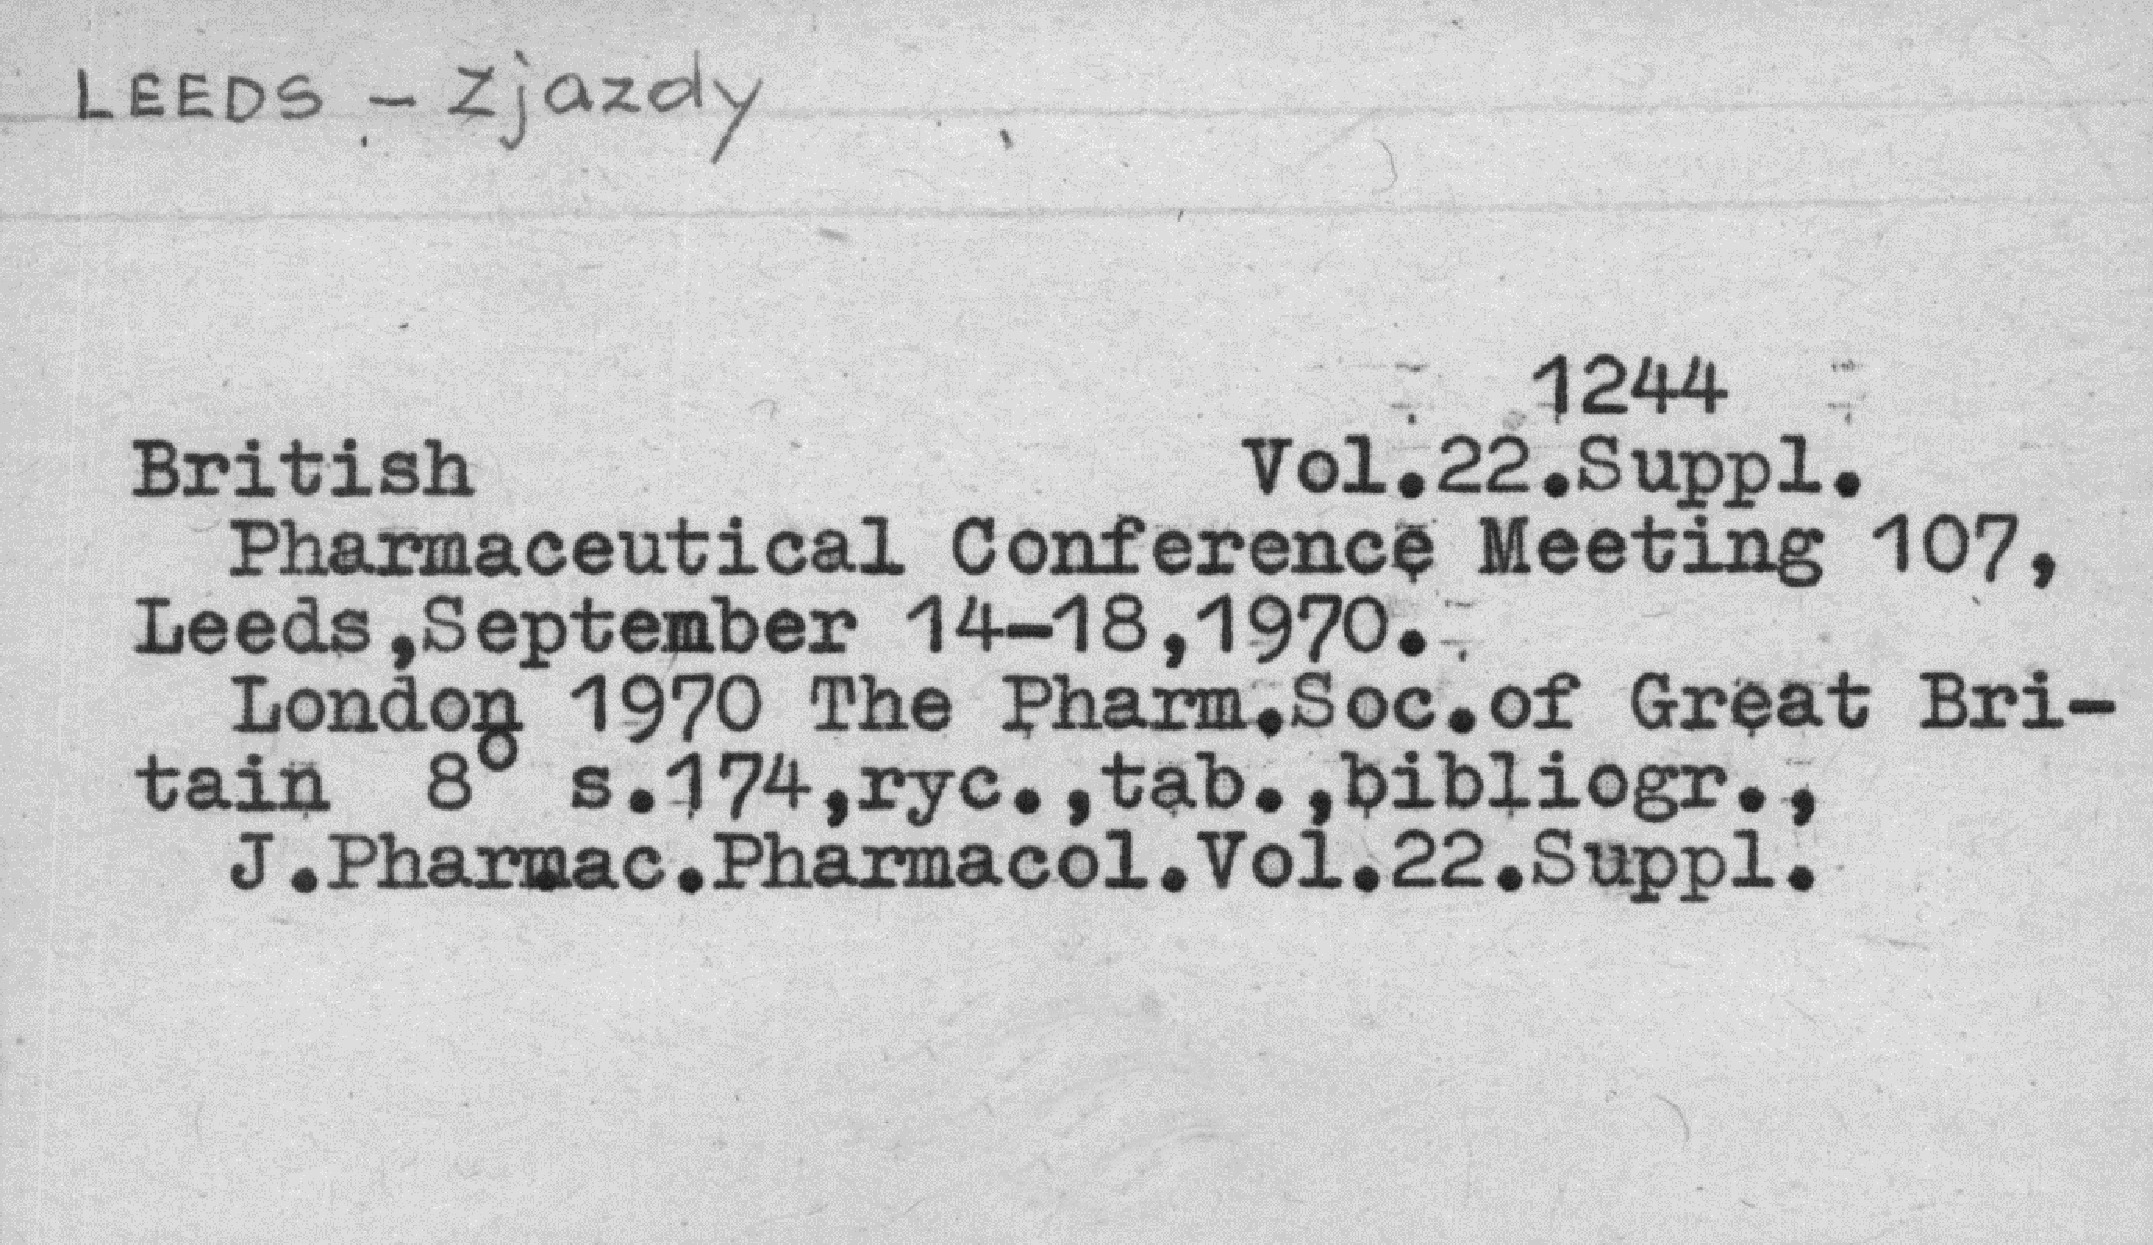 LEEDS - Zjazdy
1244
British Vol.22.Suppl.
Pharmaceutical Conference Meeting 107,
Leeds,September 14-18,1970.
London 1970 The Pharm.Soc.of Great Bri-
tain 8° s.174,ryc.,tab.,bibliogr.,
J.Pharmac.Pharmacol.Vol.22.Suppl.